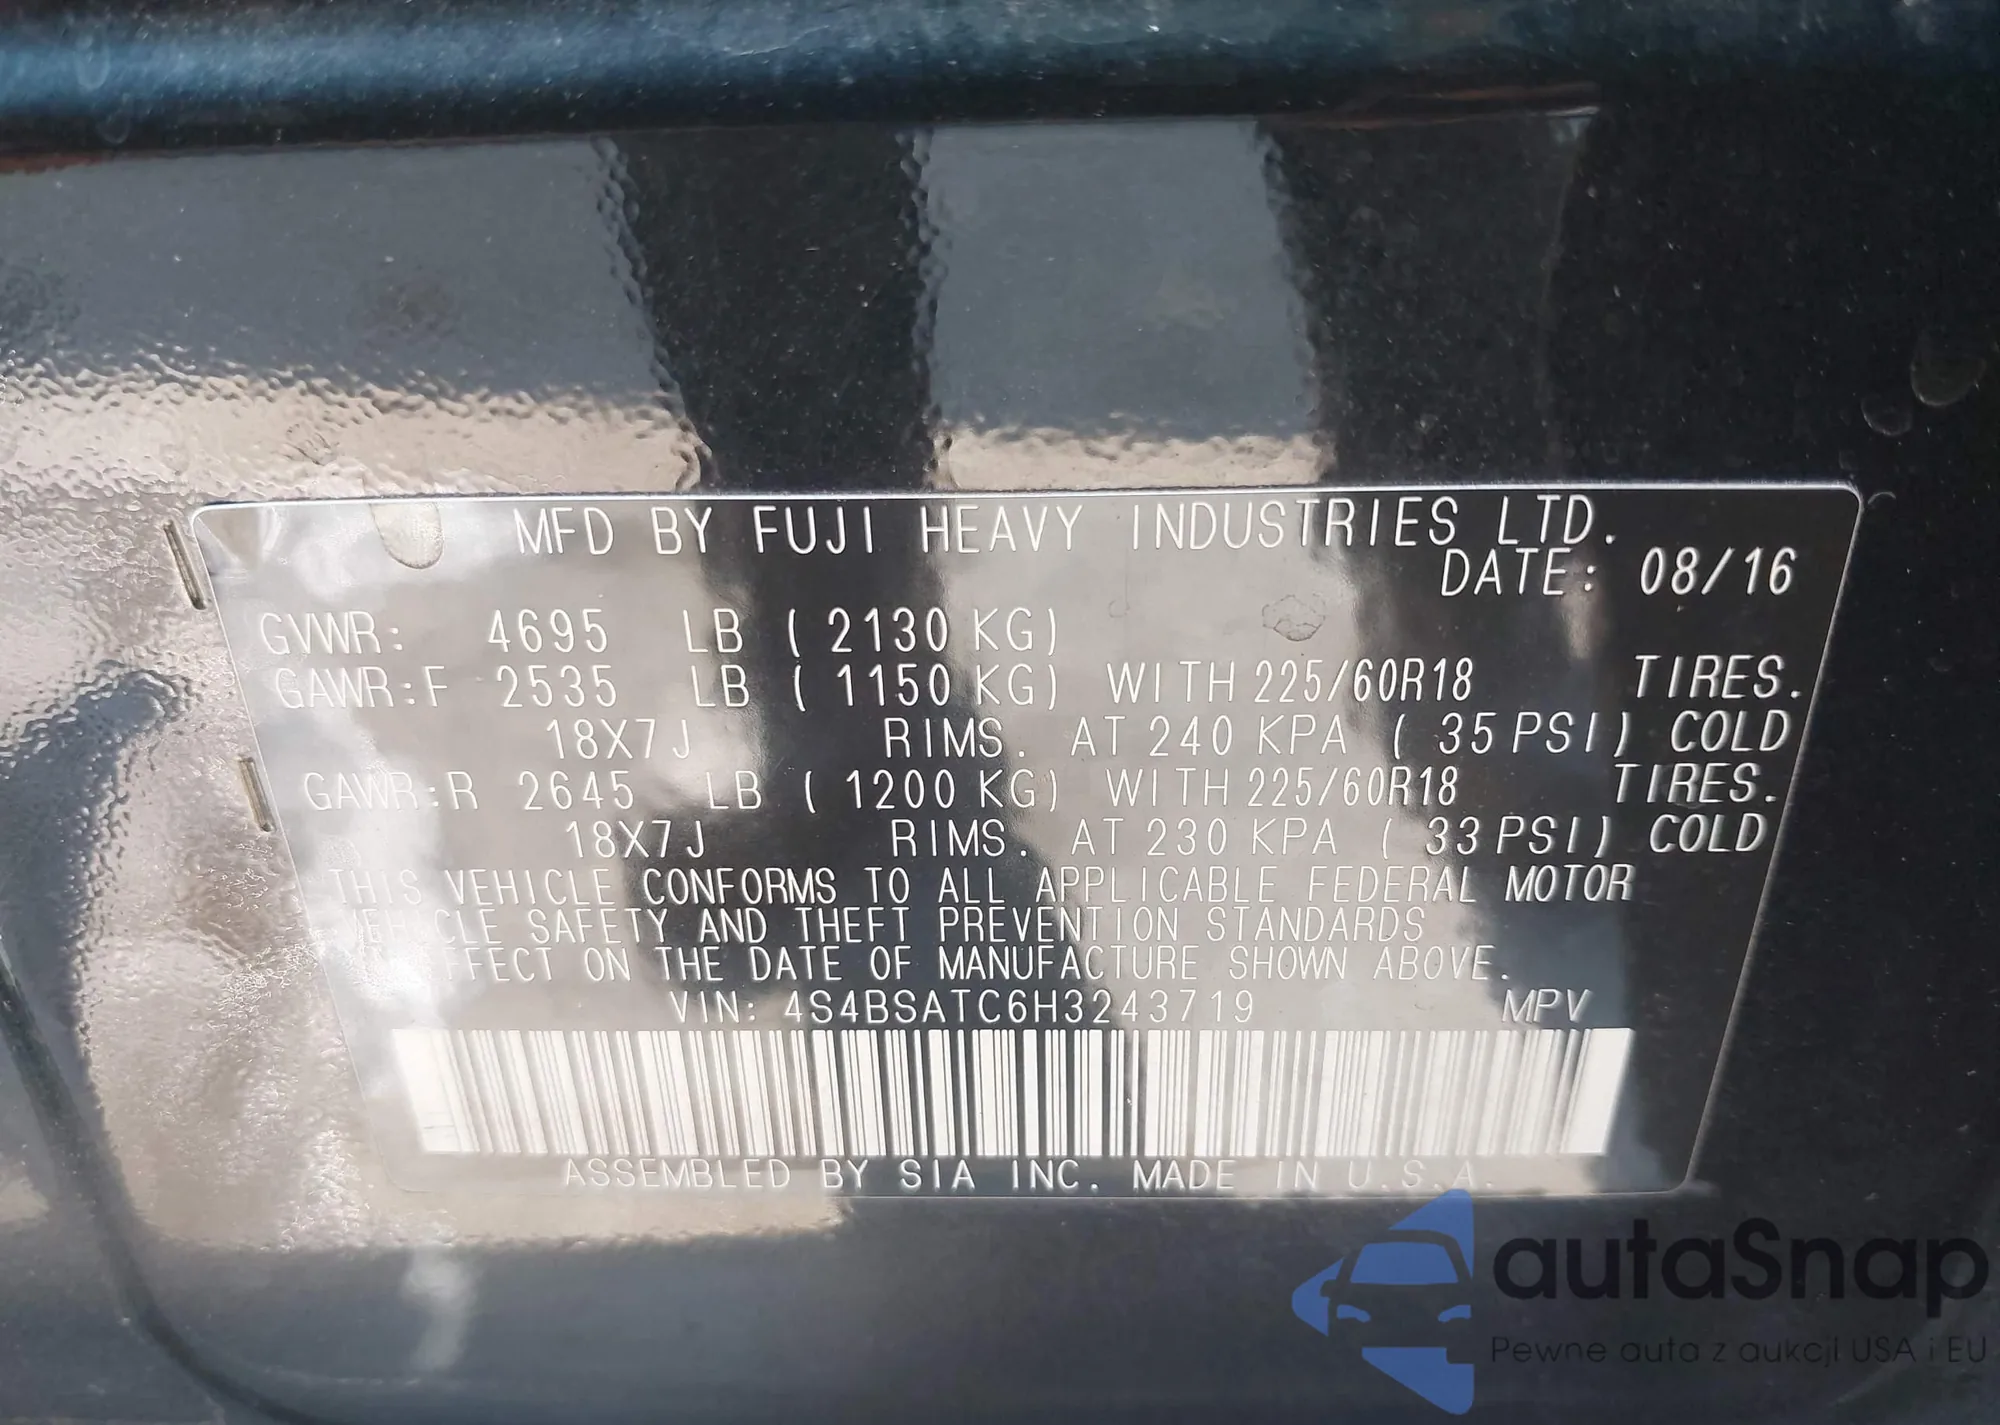 MFD BY FUJI HEAVY INDUSTRIES LTD.
DATE: 08/16
GVWR: 4695 LB ( 2130 KG)
GAWR:F 2535 LB ( 1150 KG) WITH 225/60R18 TIRES.
18X7J RIMS. AT 240 KPA ( 35 PSI) COLD
GAWR:R 2645 LB ( 1200 KG) WITH 225/60R18 TIRES.
18X7J RIMS. AT 230 KPA ( 33 PSI) COLD
THIS VEHICLE CONFORMS TO ALL APPLICABLE FEDERAL MOTOR
VEHICLE SAFETY AND THEFT PREVENTION STANDARDS
EFFECT ON THE DATE OF MANUFACTURE SHOWN ABOVE.
VIN: 4S4BSATC6H3243719 MPV
ASSEMBLED BY SIA INC. MADE IN U.S.A.
autaSnap
Pewne auta z aukcji USA i EU